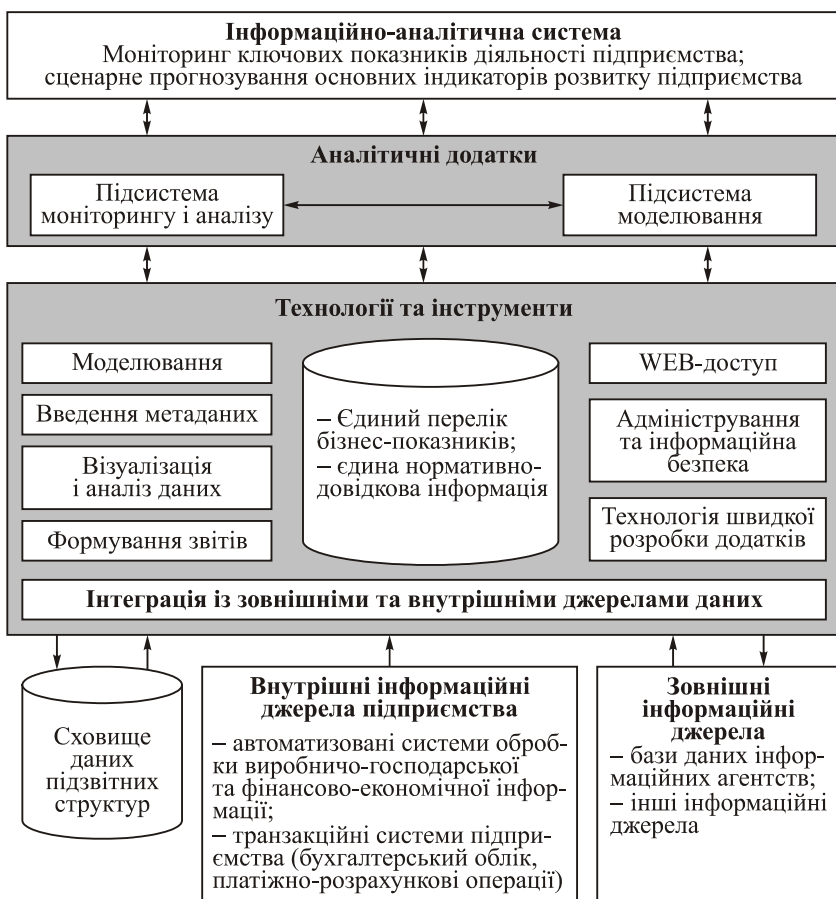 Інформаційно-аналітична система
Моніторинг ключових показників діяльності підприємства;
сценарне прогнозування основних індикаторів розвитку підприємства
Аналітичні додатки
Підсистема
моніторингу і аналізу
Підсистема
моделювання
Технології та інструменти
Моделювання
Введення метаданих
Візуалізація
і аналіз даних
Формування звітів
– Єдиний перелік
бізнес-показників;
– єдина нормативно-
довідкова інформація
WEB-доступ
Адміністрування
та інформаційна
безпека
Технологія швидкої
розробки додатків
Інтеграція із зовнішніми та внутрішніми джерелами даних
Сховище
даних
підзвітних
структур
Внутрішні інформаційні
джерела підприємства
– автоматизовані системи оброб-
ки виробничо-господарської
та фінансово-економічної інфор-
мації;
– транзакційні системи підпри-
ємства (бухгалтерський облік,
платіжно-розрахункові операції)
Зовнішні
інформаційні
джерела
– бази даних інфор-
маційних агентств;
– інші інформаційні
джерела